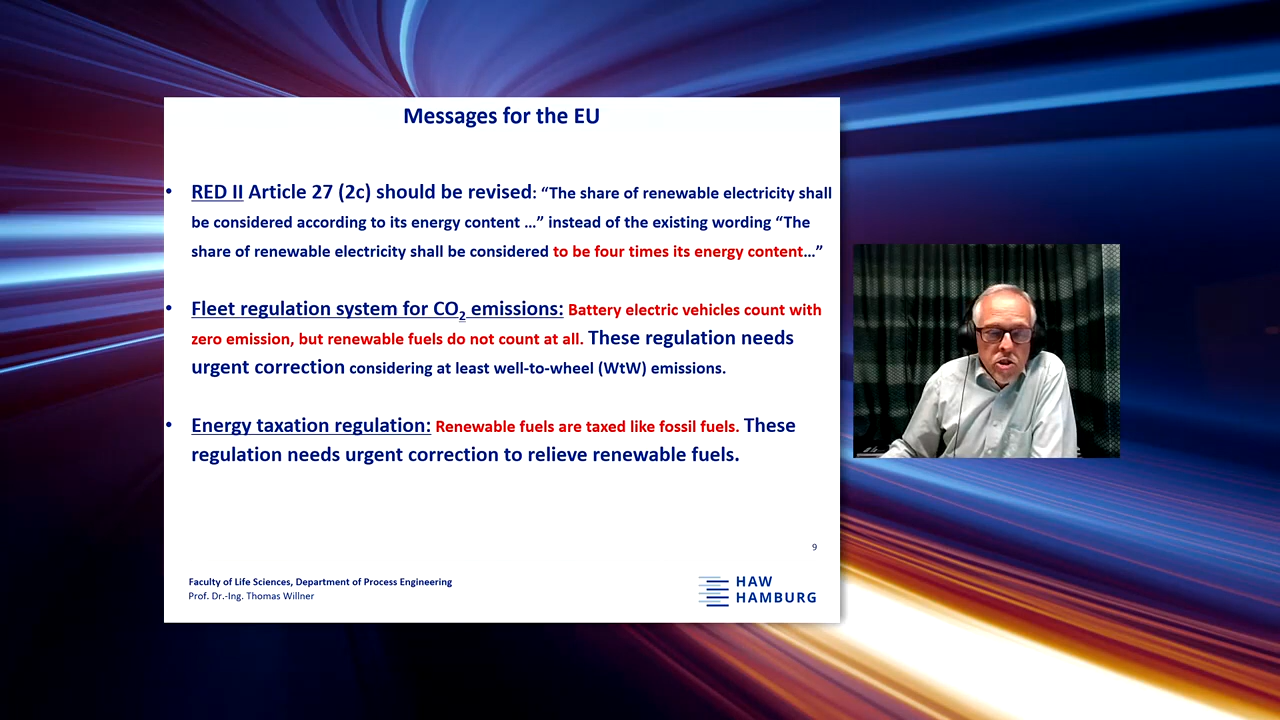 Messages for the EU
• RED II Article 27 (2c) should be revised: “The share of renewable electricity shall
be considered according to its energy content …” instead of the existing wording “The
share of renewable electricity shall be considered to be four times its energy content…”
• Fleet regulation system for CO2 emissions: Battery electric vehicles count with
zero emission, but renewable fuels do not count at all. These regulation needs
urgent correction considering at least well-to-wheel (WtW) emissions.
• Energy taxation regulation: Renewable fuels are taxed like fossil fuels. These
regulation needs urgent correction to relieve renewable fuels.
9
Faculty of Life Sciences, Department of Process Engineering
Prof. Dr.-Ing. Thomas Willner
HAW
HAMBURG